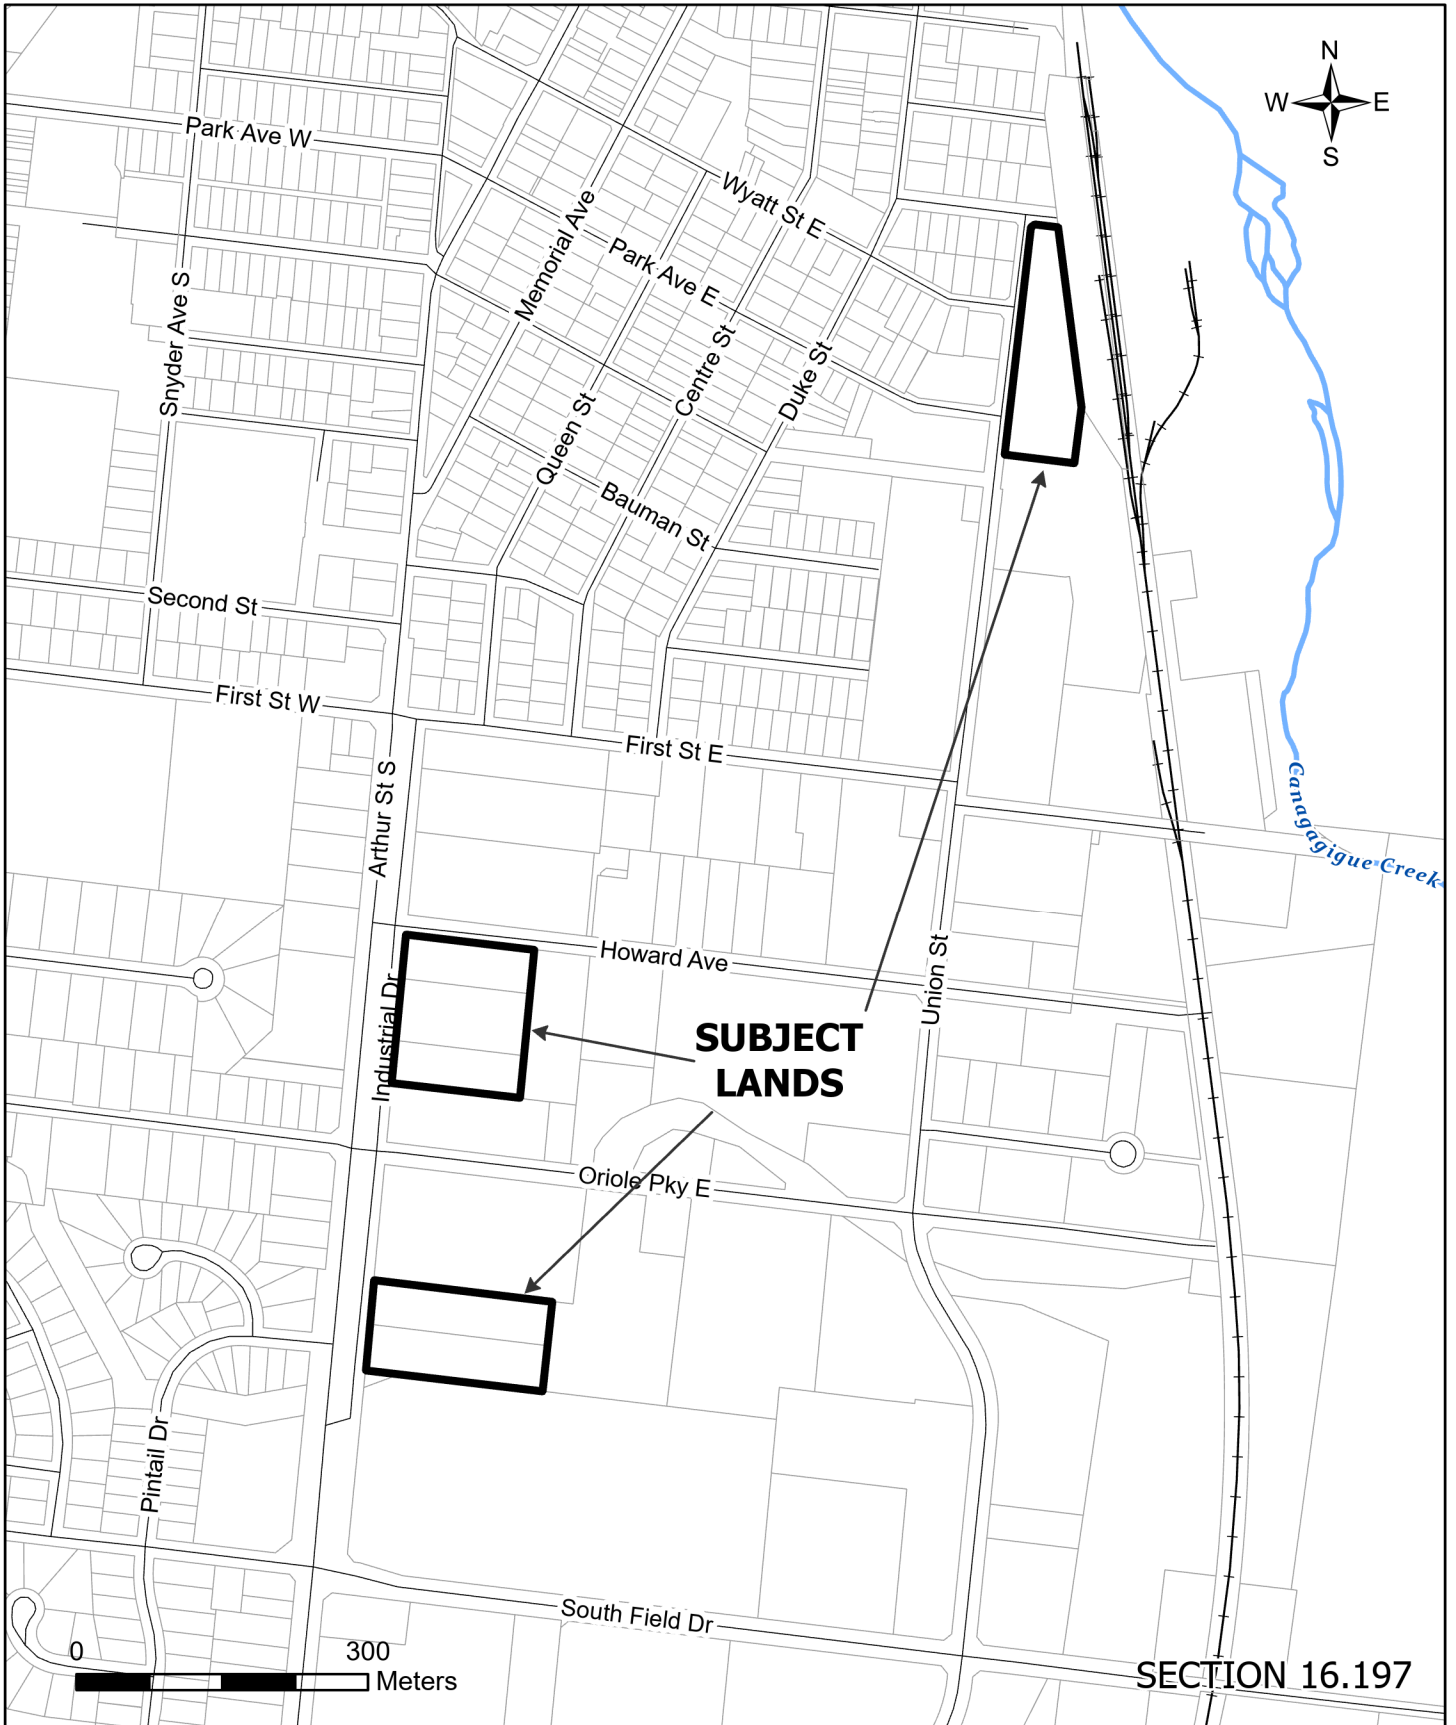 N
W E
S
Park Ave W
Wyatt St E
Memorial Ave
Park Ave E
Snyder Ave S
Centre St
Duke St
Queen St
Bauman St
Second St
First St W
First St E
Arthur St S
Canagagigue Creek
Howard Ave
Union St
Industrial Dr
SUBJECT
LANDS
Oriole Pky E
Pintail Dr
South Field Dr
0 300
Meters
SECTION 16.197